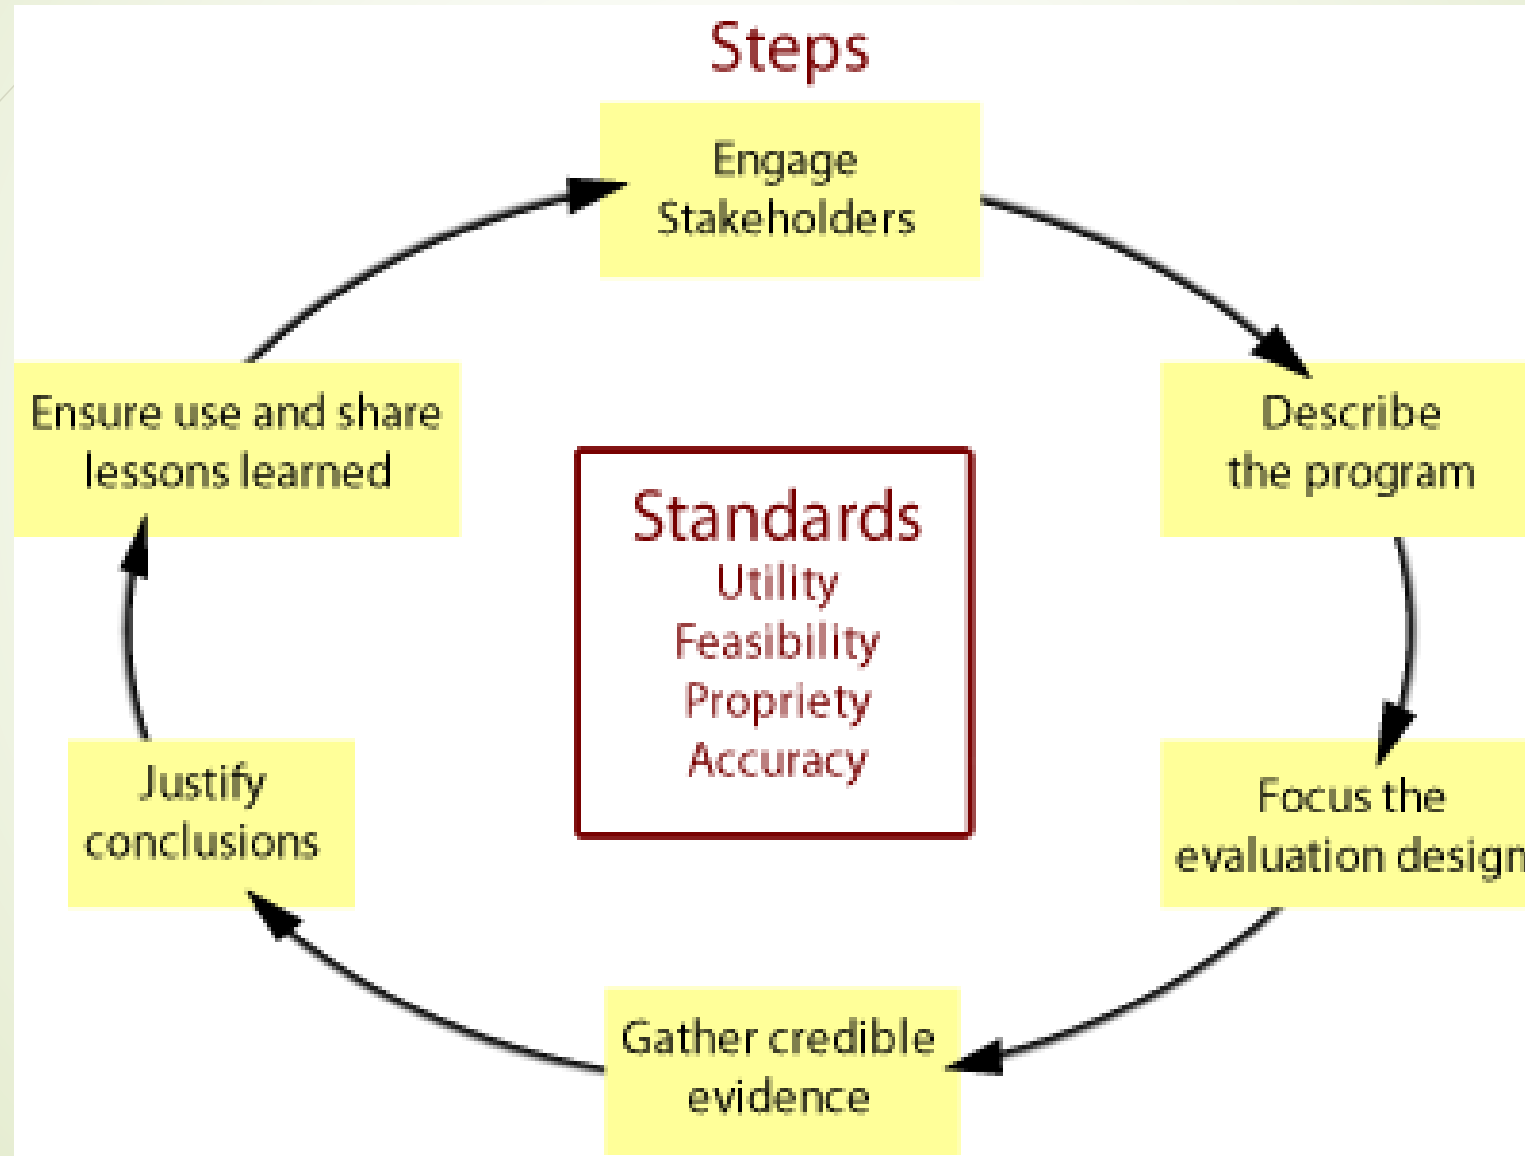 Steps
Engage
Stakeholders
Describe
the program
Focus the
evaluation design
Gather credible
evidence
Justify
conclusions
Ensure use and share
lessons learned
Standards
Utility
Feasibility
Propriety
Accuracy